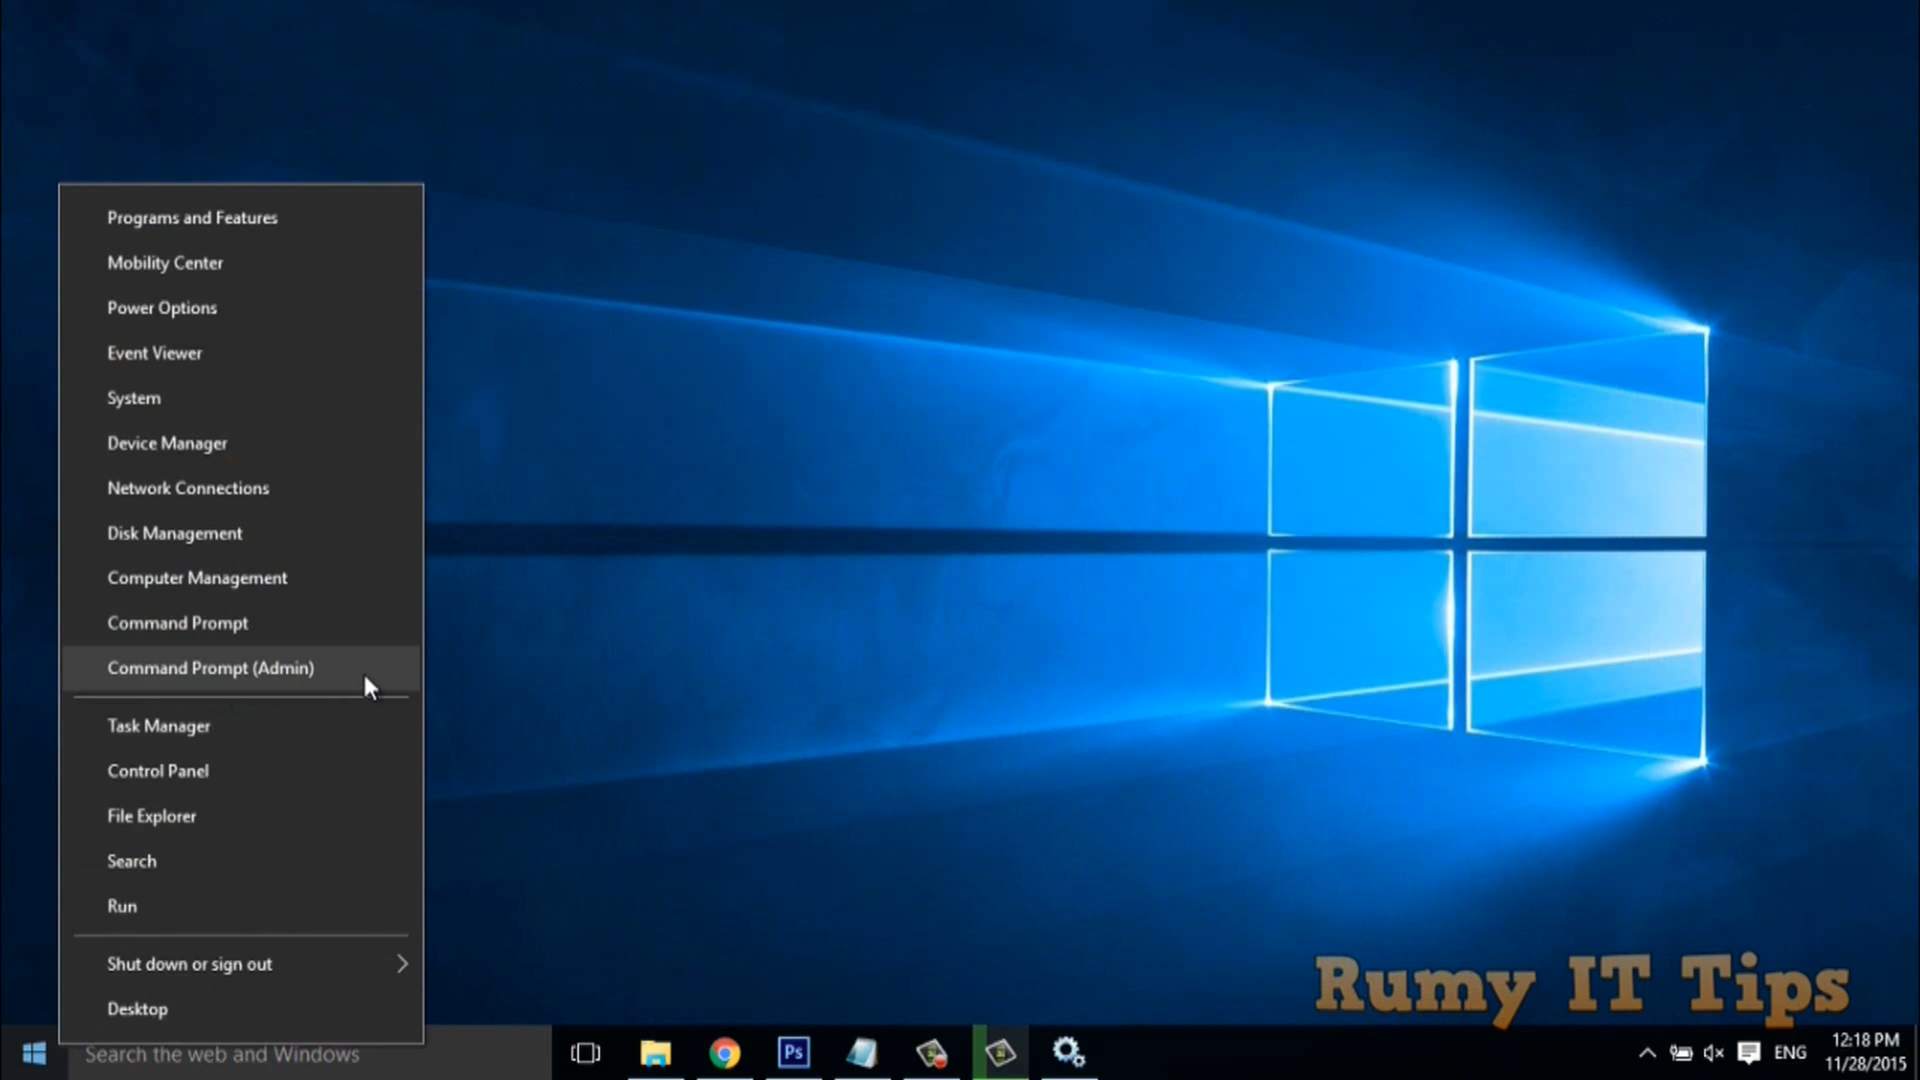 Programs and Features
Mobility Center
Power Options
Event Viewer
System
Device Manager
Network Connections
Disk Management
Computer Management
Command Prompt
Command Prompt (Admin)
Task Manager
Control Panel
File Explorer
Search
Run
Shut down or sign out
Desktop
Rumy IT Tips
Search the web and Windows
Ps
ENG
12:18 PM
11/28/2015